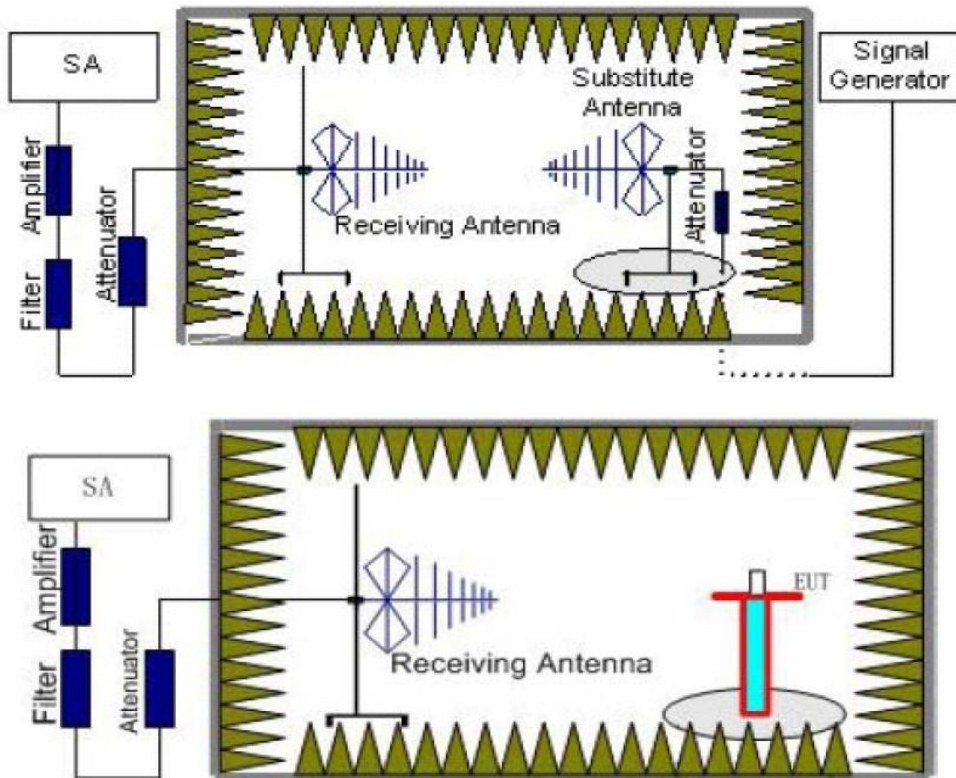 SA
Signal
Generator
Substitute
Antenna
Amplifier
Attenuator
Filter
Receiving Antenna
Attenuator
SA
Amplifier
EUT
Receiving Antenna
Filter
Attenuator